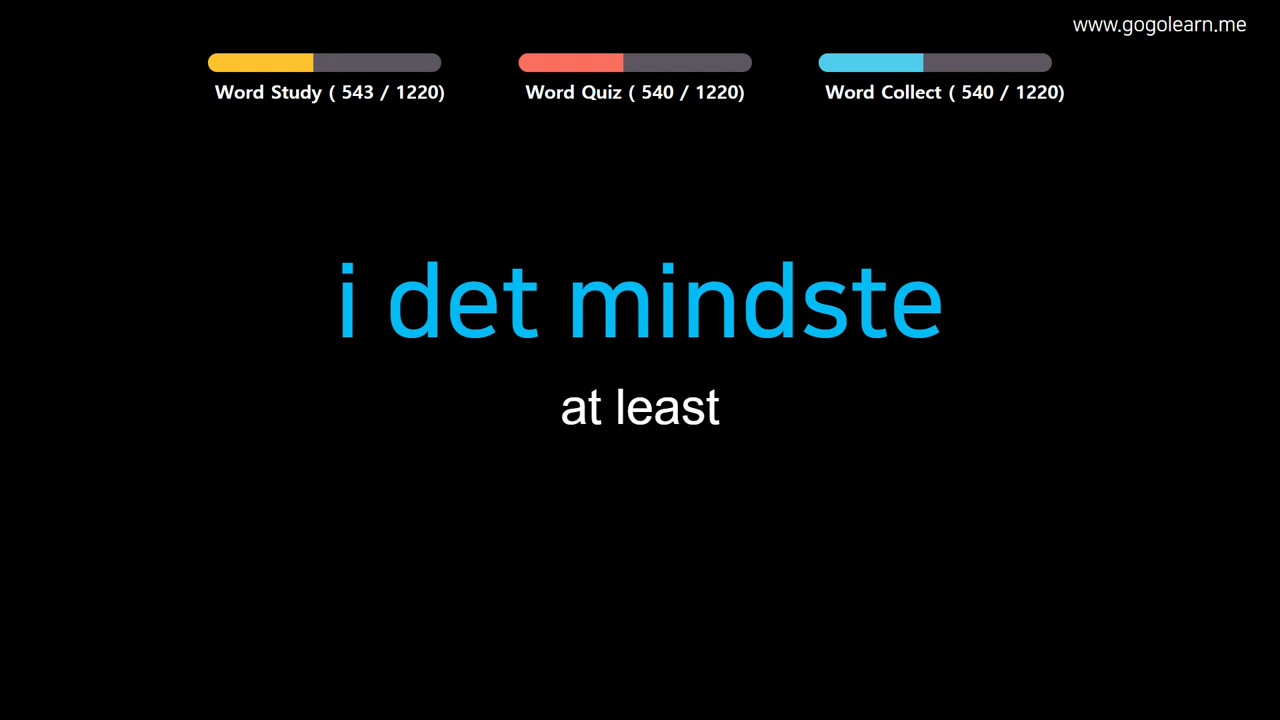 www.gogolearn.me
Word Study ( 543 / 1220)
Word Quiz ( 540 / 1220)
Word Collect ( 540 / 1220)
i det mindste
at least